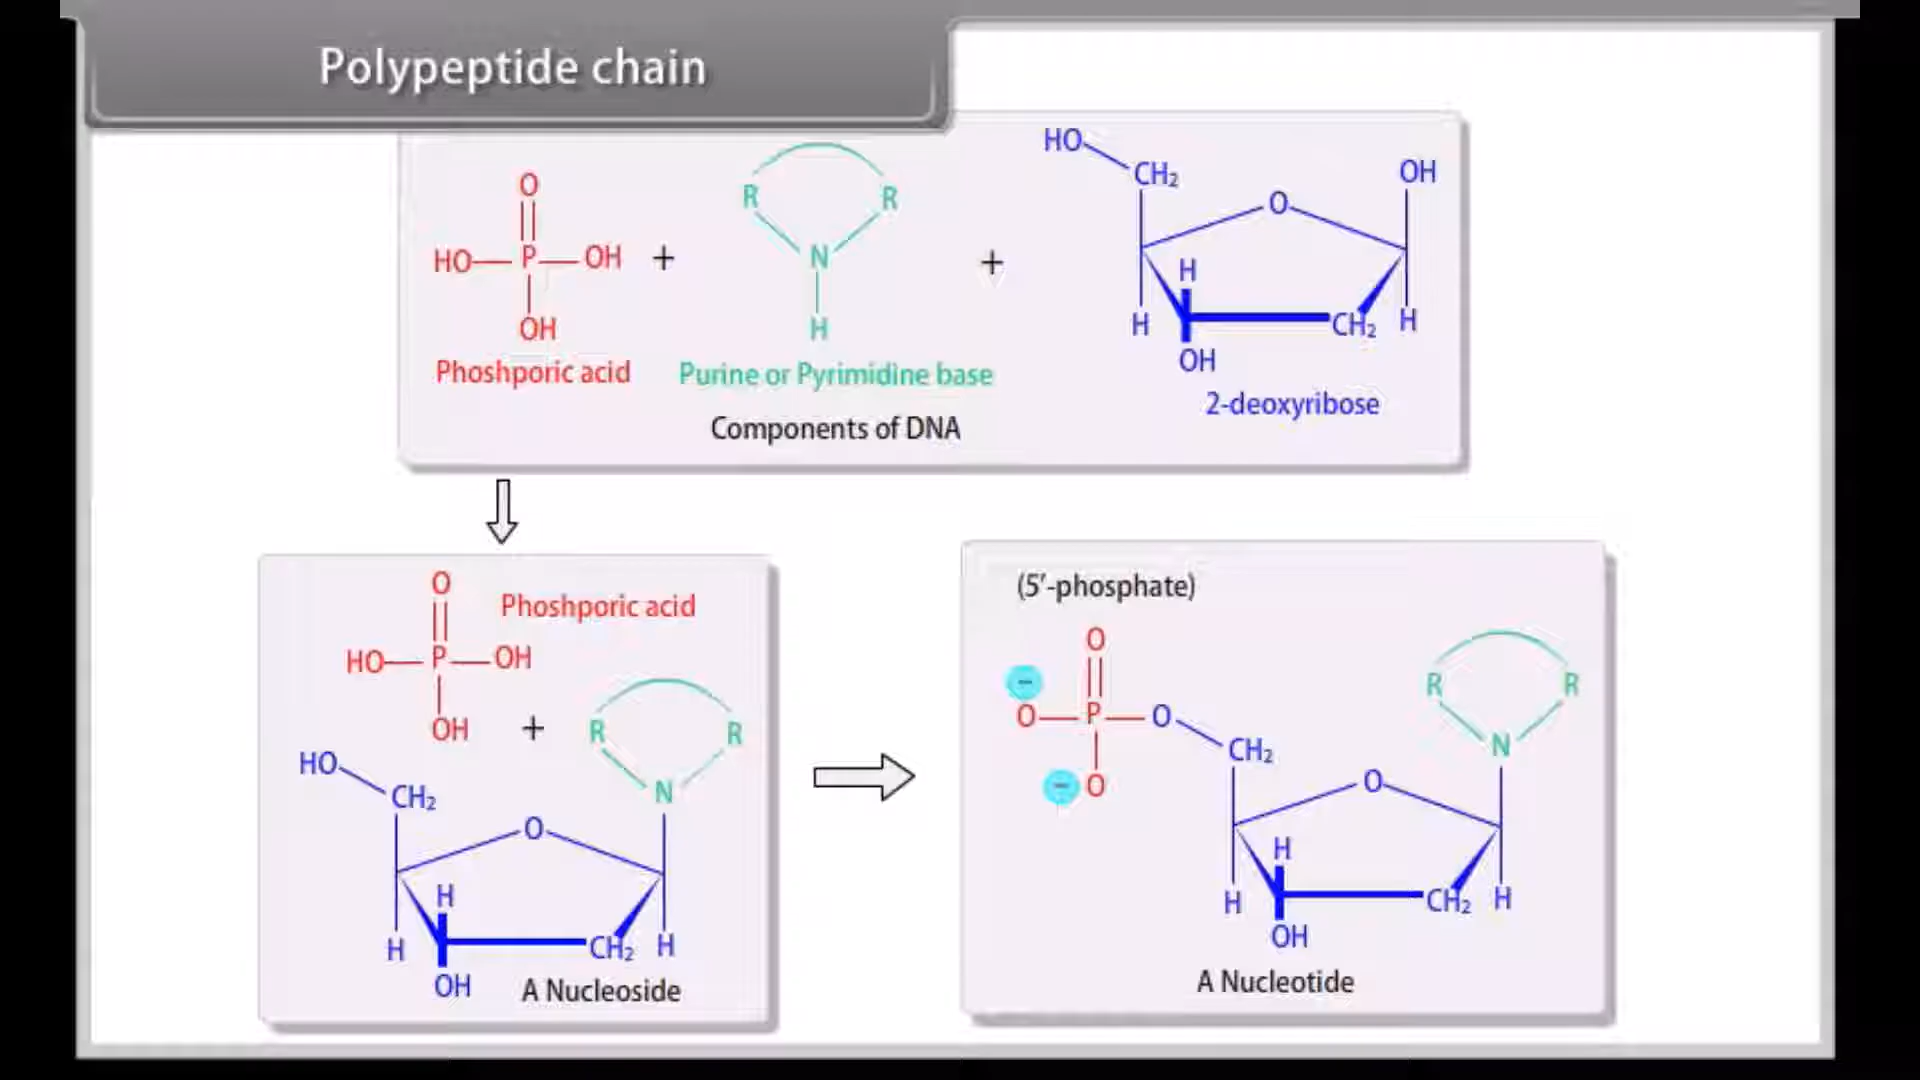 Polypeptide chain
HO
CH₂
OH
O
R
R
O
HO
P
OH
+
N
+
H
OH
H
H
CH₂
H
OH
Phoshporic acid
Purine or Pyrimidine base
2-deoxyribose
Components of DNA
O
Phoshporic acid
HO
P
OH
OH
+
R
R
HO
CH₂
N
O
H
H
CH₂
H
OH
A Nucleoside
(5′-phosphate)
O
−
O
P
O
R
R
CH₂
N
−
O
O
H
H
CH₂
H
OH
A Nucleotide